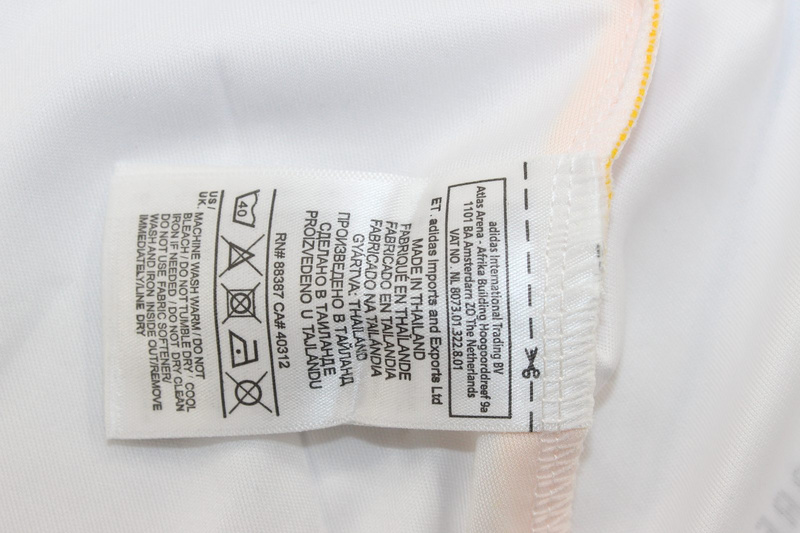 adidas International Trading BV
Atlas Arena - Afrika Building Hoogoorddreef 9a
1101 BA Amsterdam ZO The Netherlands
VAT NO . NL 8073.01.322.B.01
ET . adidas Imports and Exports Ltd
MADE IN THAILAND
FABRIQUÉ EN THAÏLANDE
FABRICADO EN TAILANDIA
FABRICADO NA TAILÂNDIA
GYÁRTVA: THAILAND
ПРОИЗВЕДЕНО В ТАЙЛАНД
СДЕЛАНО В ТАИЛАНДЕ
PROIZVEDENO U TAJLANDU
RN# 88387 CA# 40312
40
US /
UK. MACHINE WASH WARM / DO NOT
BLEACH / DO NOT TUMBLE DRY / COOL
IRON IF NEEDED / DO NOT DRY CLEAN
DO NOT USE FABRIC SOFTENER/
WASH AND IRON INSIDE OUT/REMOVE
IMMEDIATELY/LINE DRY